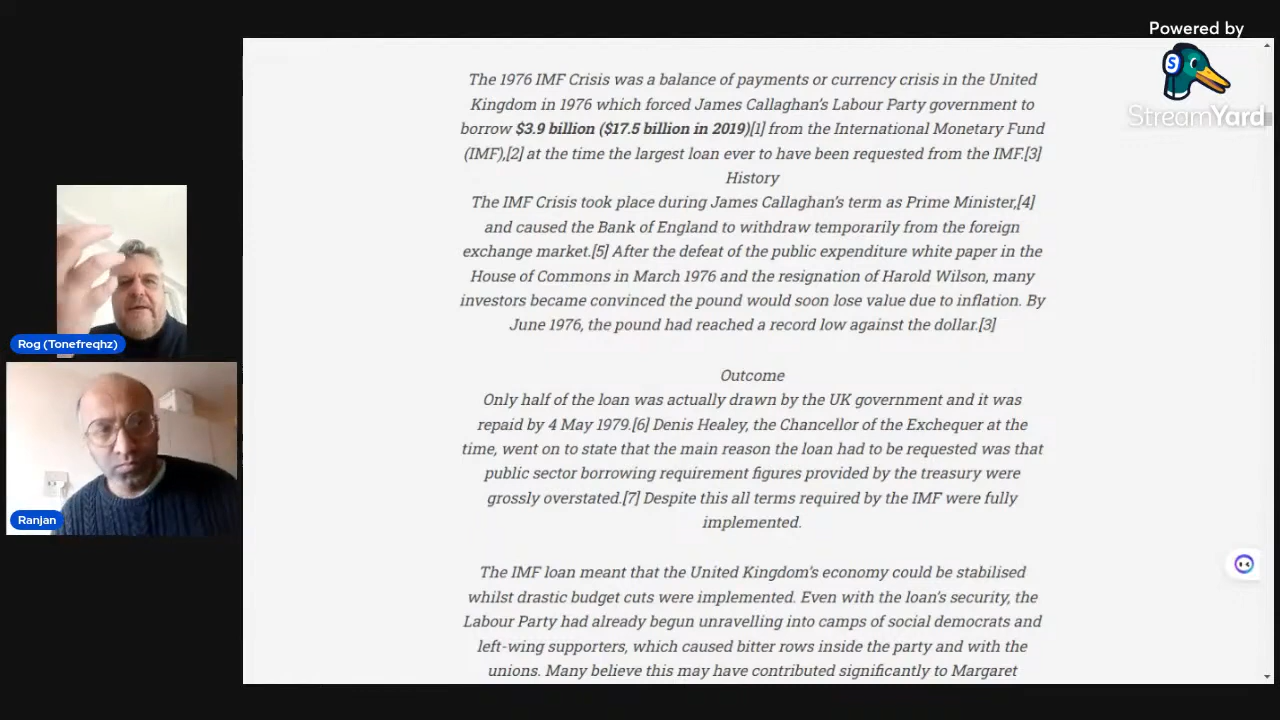 Powered by
S
StreamYard
The 1976 IMF Crisis was a balance of payments or currency crisis in the United
Kingdom in 1976 which forced James Callaghan's Labour Party government to
borrow $3.9 billion ($17.5 billion in 2019)[1] from the International Monetary Fund
(IMF),[2] at the time the largest loan ever to have been requested from the IMF.[3]
History
The IMF Crisis took place during James Callaghan's term as Prime Minister,[4]
and caused the Bank of England to withdraw temporarily from the foreign
exchange market.[5] After the defeat of the public expenditure white paper in the
House of Commons in March 1976 and the resignation of Harold Wilson, many
investors became convinced the pound would soon lose value due to inflation. By
June 1976, the pound had reached a record low against the dollar.[3]
Outcome
Only half of the loan was actually drawn by the UK government and it was
repaid by 4 May 1979.[6] Denis Healey, the Chancellor of the Exchequer at the
time, went on to state that the main reason the loan had to be requested was that
public sector borrowing requirement figures provided by the treasury were
grossly overstated.[7] Despite this all terms required by the IMF were fully
implemented.
The IMF loan meant that the United Kingdom's economy could be stabilised
whilst drastic budget cuts were implemented. Even with the loan's security, the
Labour Party had already begun unravelling into camps of social democrats and
left-wing supporters, which caused bitter rows inside the party and with the
unions. Many believe this may have contributed significantly to Margaret
Rog (Tonefreqhz)
Ranjan